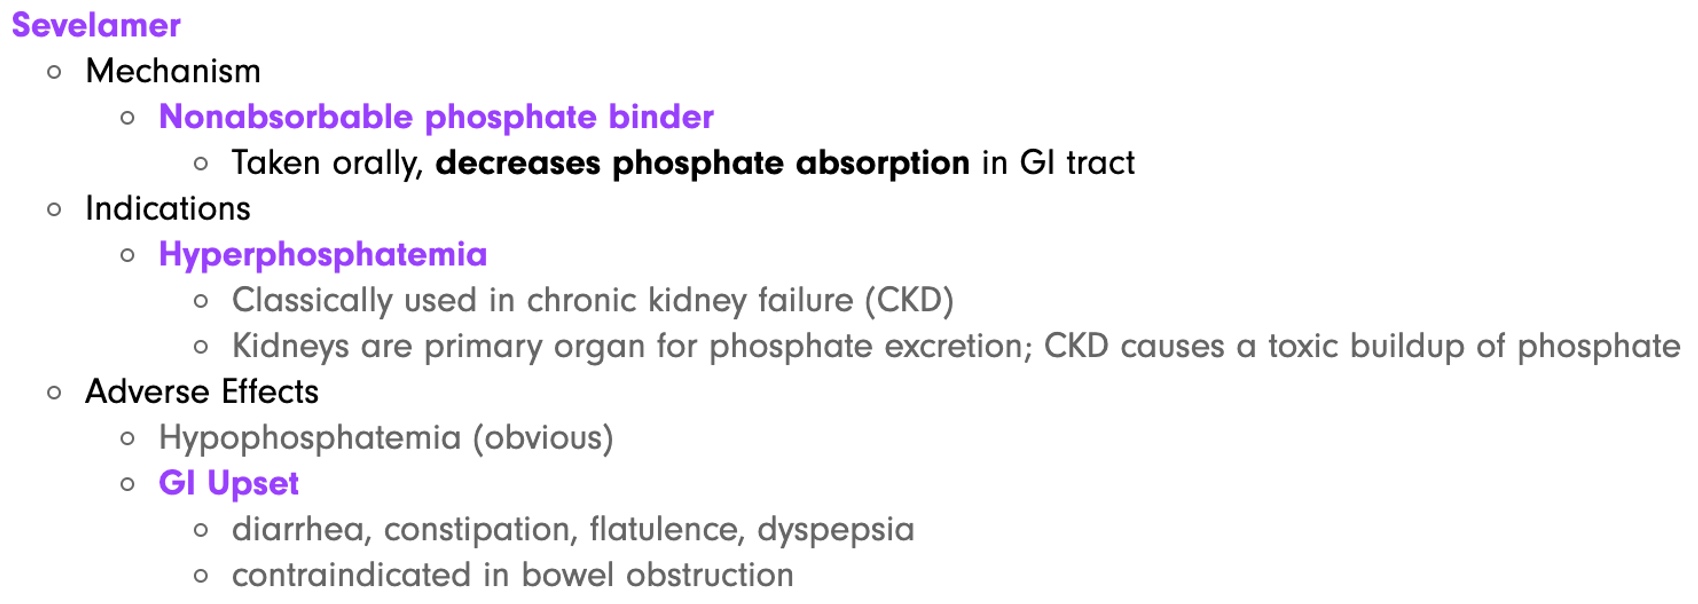 Sevelamer
Mechanism
Nonabsorbable phosphate binder
Taken orally, decreases phosphate absorption in GI tract
Indications
Hyperphosphatemia
Classically used in chronic kidney failure (CKD)
Kidneys are primary organ for phosphate excretion; CKD causes a toxic buildup of phosphate
Adverse Effects
Hypophosphatemia (obvious)
GI Upset
diarrhea, constipation, flatulence, dyspepsia
contraindicated in bowel obstruction